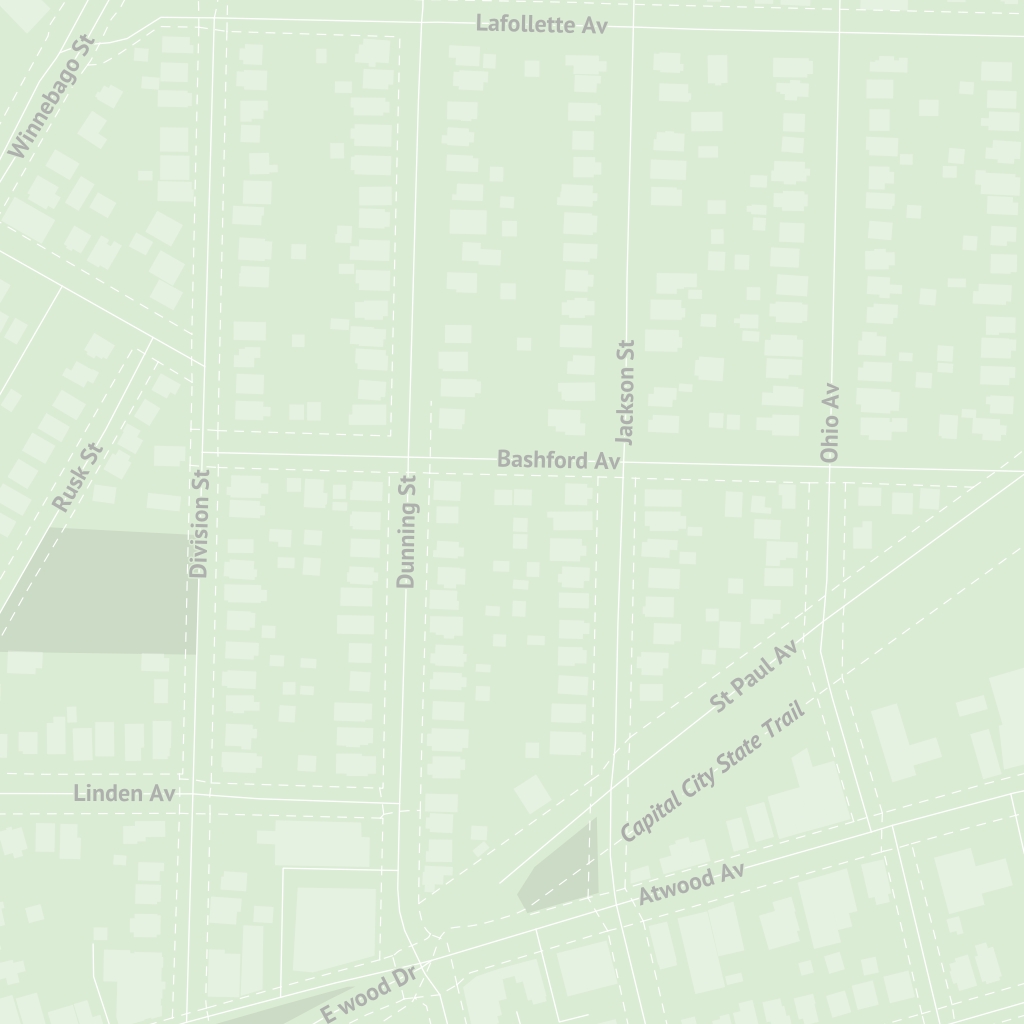 Lafollette Av
Winnebago St
Jackson St
Ohio Av
Bashford Av
Rusk St
Division St
Dunning St
St Paul Av
Capital City State Trail
Linden Av
Atwood Av
E wood Dr